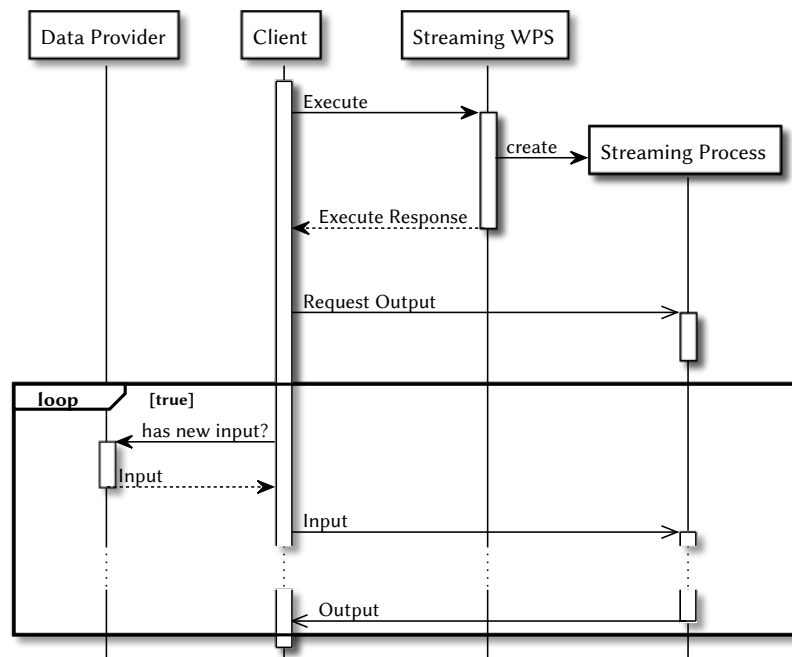 Data Provider
Client
Streaming WPS
Execute
create
Streaming Process
Execute Response
Request Output
loop
[true]
has new input?
Input
Input
Output